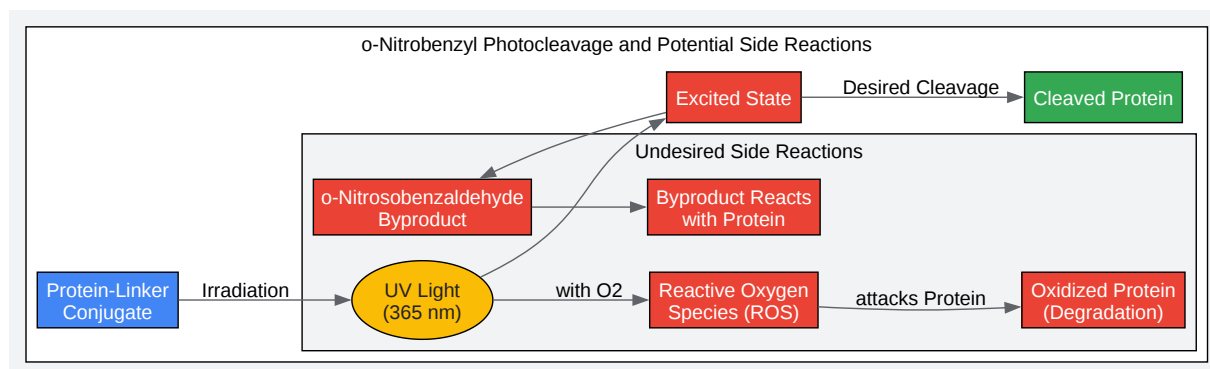 o-Nitrobenzyl Photocleavage and Potential Side Reactions
Excited State
Desired Cleavage
Cleaved Protein
Undesired Side Reactions
o-Nitrosobenzaldehyde
Byproduct
Byproduct Reacts
with Protein
Protein-Linker
Conjugate
Irradiation
UV Light
(365 nm)
with O2
Reactive Oxygen
Species (ROS)
attacks Protein
Oxidized Protein
(Degradation)